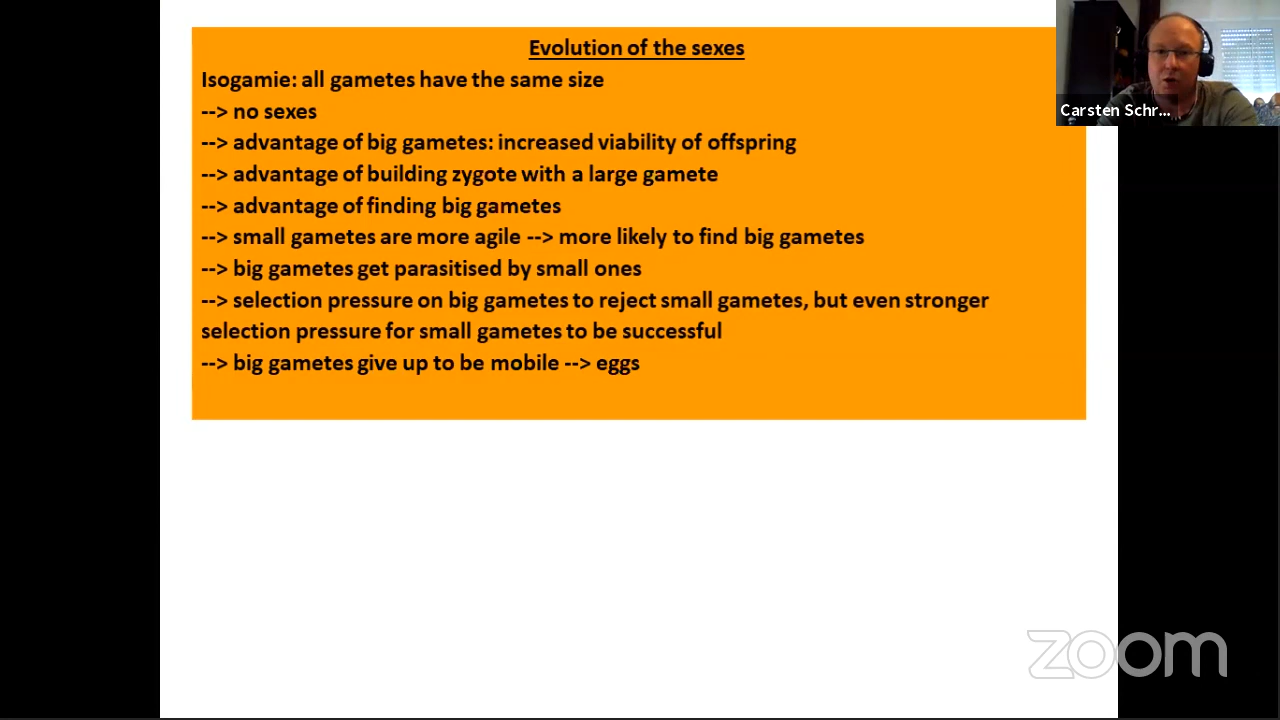 Evolution of the sexes
Isogamie: all gametes have the same size
--> no sexes
--> advantage of big gametes: increased viability of offspring
--> advantage of building zygote with a large gamete
--> advantage of finding big gametes
--> small gametes are more agile --> more likely to find big gametes
--> big gametes get parasitised by small ones
--> selection pressure on big gametes to reject small gametes, but even stronger
selection pressure for small gametes to be successful
--> big gametes give up to be mobile --> eggs
Carsten Schr...
zoom